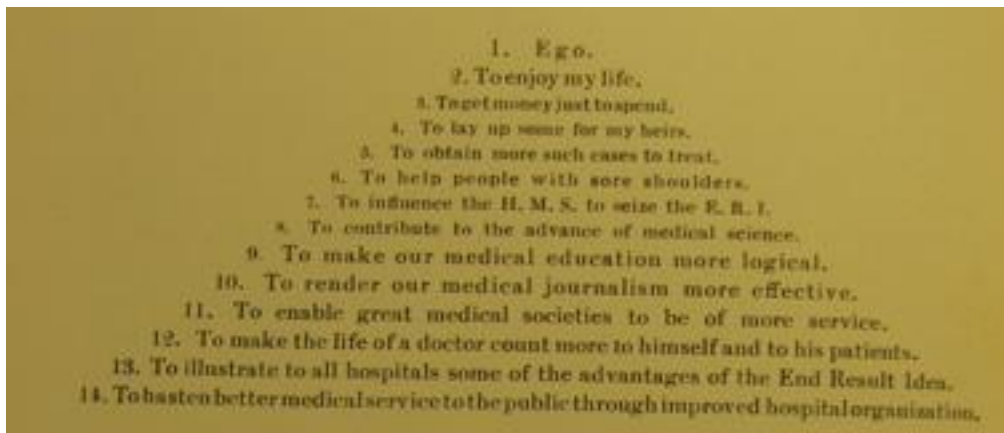 1. Ego.
2. To enjoy my life.
3. To get money just to spend.
4. To lay up some for my heirs.
5. To obtain more such cases to treat.
6. To help people with sore shoulders.
7. To influence the H. M. S. to seize the E. R. I.
8. To contribute to the advance of medical science.
9. To make our medical education more logical.
10. To render our medical journalism more effective.
11. To enable great medical societies to be of more service.
12. To make the life of a doctor count more to himself and to his patients.
13. To illustrate to all hospitals some of the advantages of the End Result Idea.
14. To hasten better medical service to the public through improved hospital organization.